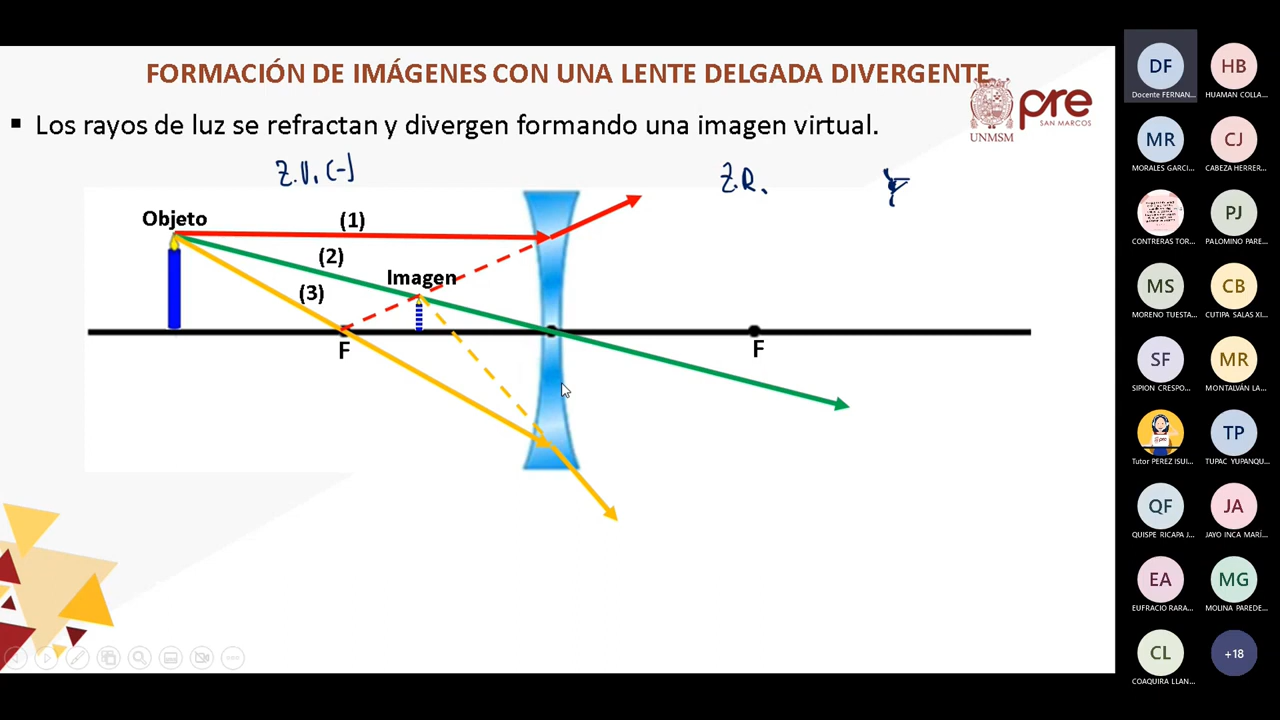 FORMACIÓN DE IMÁGENES CON UNA LENTE DELGADA DIVERGENTE
▪ Los rayos de luz se refractan y divergen formando una imagen virtual.
UNMSM
pre
SAN MARCOS
Z.V. (-)
Z.R.
Objeto
(1)
(2)
Imagen
(3)
F
F
DF
HB
Docente FERNAN...
HUAMAN COLLA...
MR
CJ
MORALES GARCI...
CABEZA HERRER...
PJ
CONTRERAS TOR...
PALOMINO PARE...
MS
CB
MORENO TUESTA...
CUTIPA SALAS XI...
SF
MR
SIPION CRESPO...
MONTALVÁN LA...
TP
Tutor PEREZ ISUI...
TUPAC YUPANQU...
QF
JA
QUISPE RICAPA J...
JAYO INCA MARÍ...
EA
MG
EUFRACIO RARA...
MOLINA PAREDE...
CL
+18
COAQUIRA LLAN...